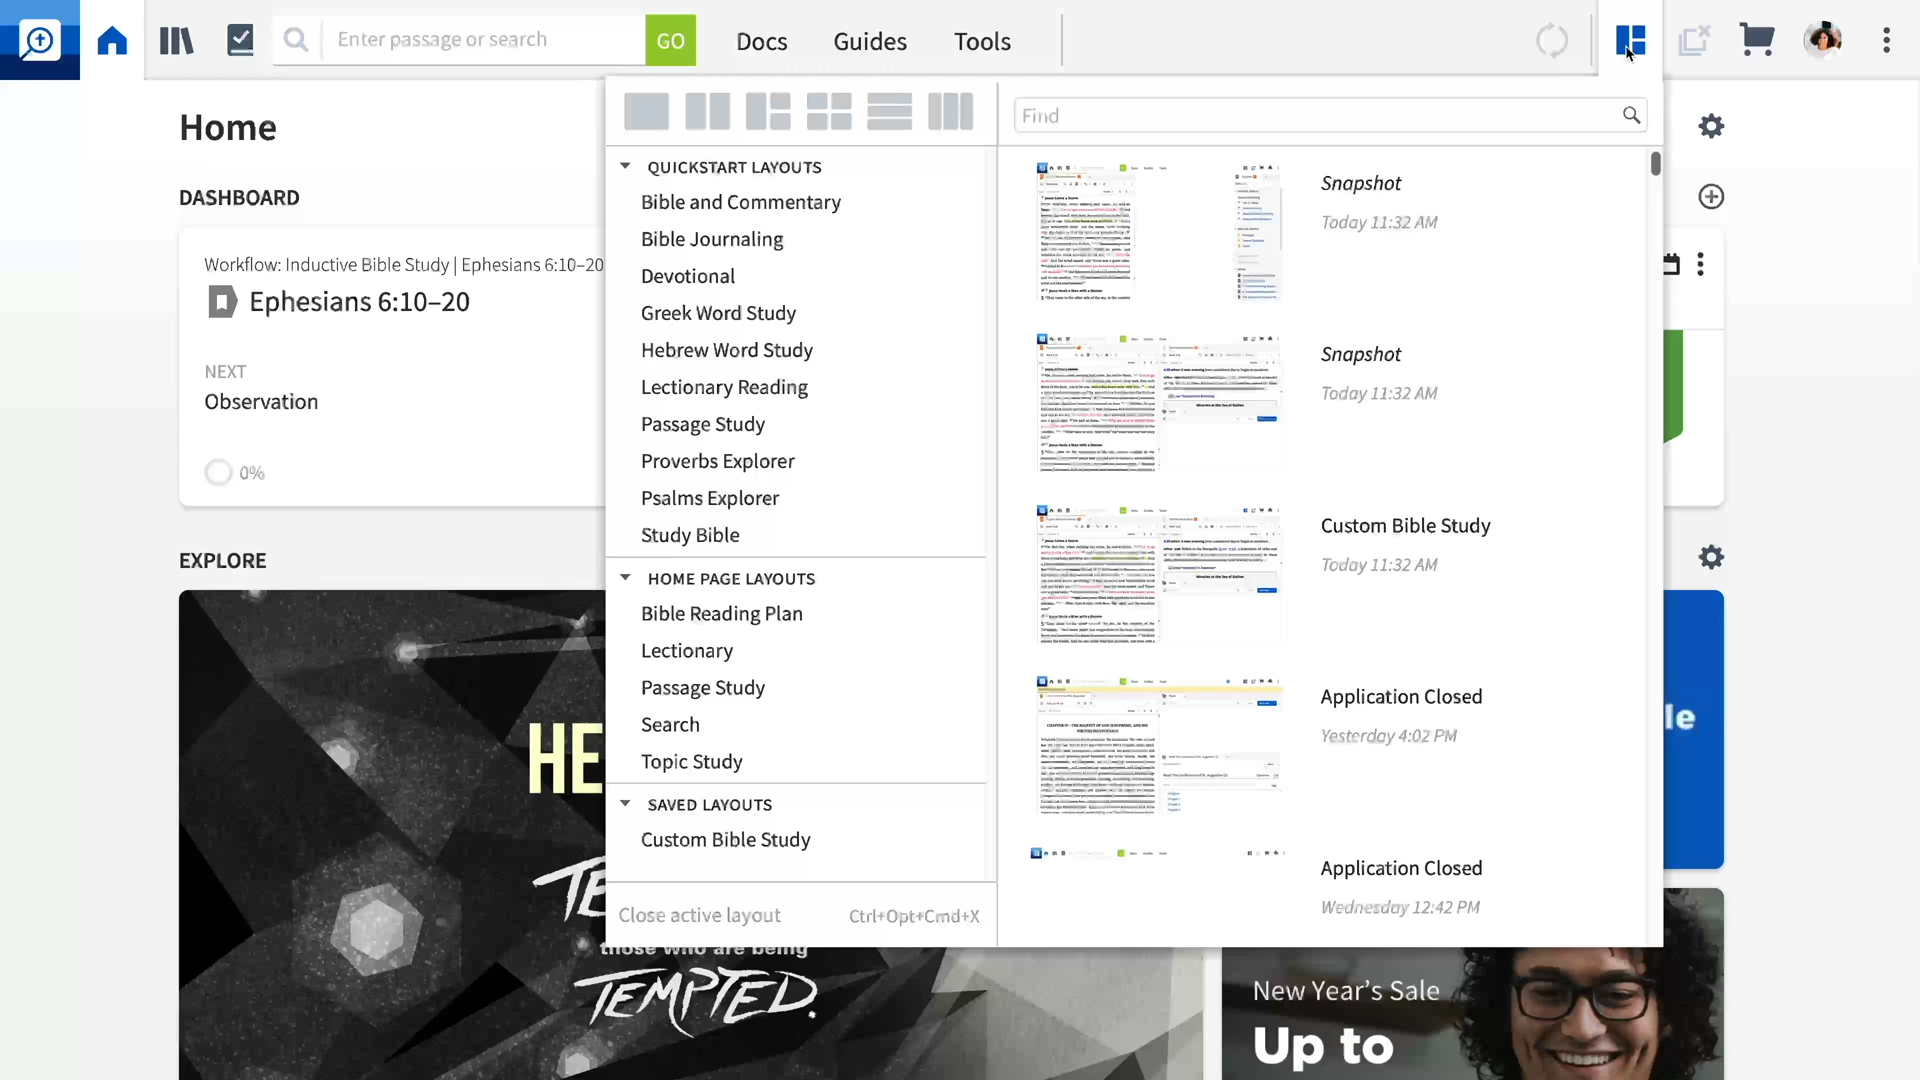 Enter passage or search
GO
Docs
Guides
Tools
Home
DASHBOARD
Workflow: Inductive Bible Study | Ephesians 6:10–20
Ephesians 6:10–20
NEXT
Observation
0%
EXPLORE
HE
those who are being
TEMPTED.
QUICKSTART LAYOUTS
Bible and Commentary
Bible Journaling
Devotional
Greek Word Study
Hebrew Word Study
Lectionary Reading
Passage Study
Proverbs Explorer
Psalms Explorer
Study Bible
HOME PAGE LAYOUTS
Bible Reading Plan
Lectionary
Passage Study
Search
Topic Study
SAVED LAYOUTS
Custom Bible Study
Close active layout
Ctrl+Opt+Cmd+X
Find
Snapshot
Today 11:32 AM
Snapshot
Today 11:32 AM
Custom Bible Study
Today 11:32 AM
Application Closed
Yesterday 4:02 PM
Application Closed
Wednesday 12:42 PM
le
New Year's Sale
Up to